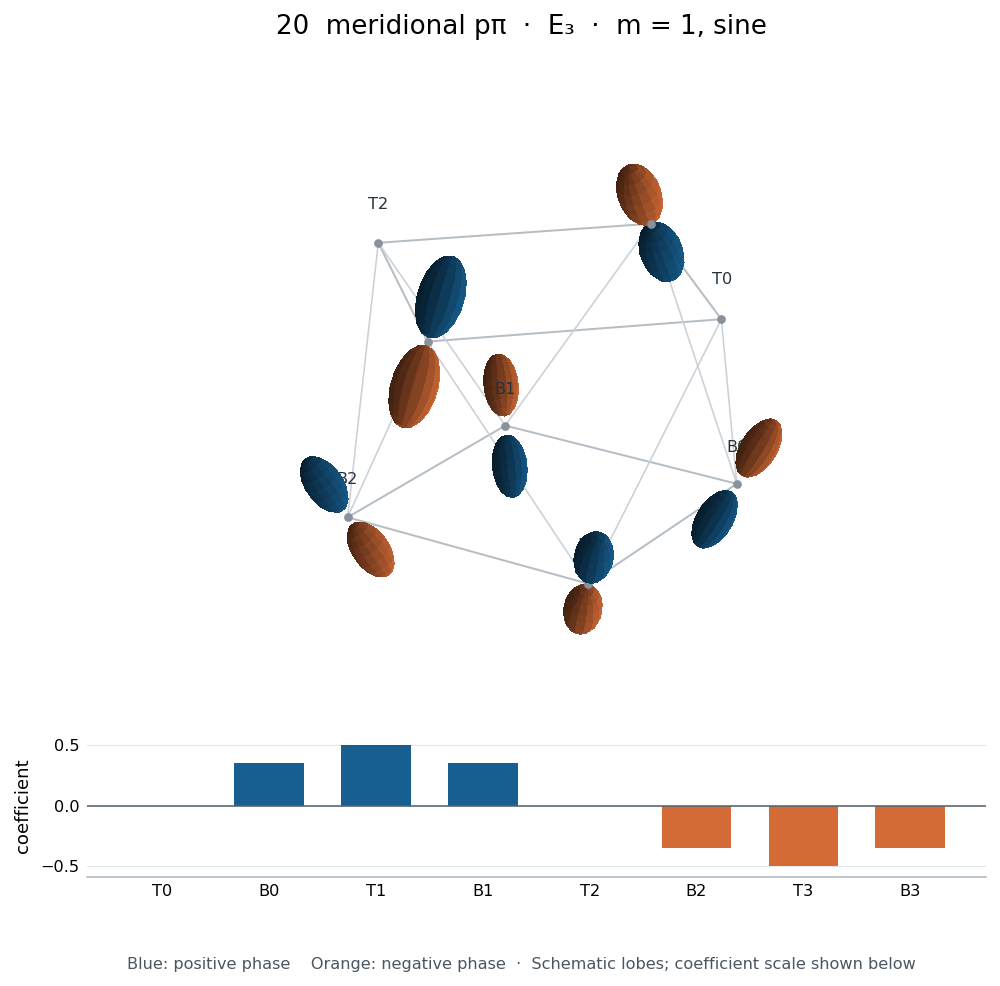 20  meridional pπ  ·  E₃  ·  m = 1, sine
T2
T0
B1
B0
B2
coefficient
0.5
0.0
−0.5
T0 B0 T1 B1 T2 B2 T3 B3
Blue: positive phase    Orange: negative phase  ·  Schematic lobes; coefficient scale shown below